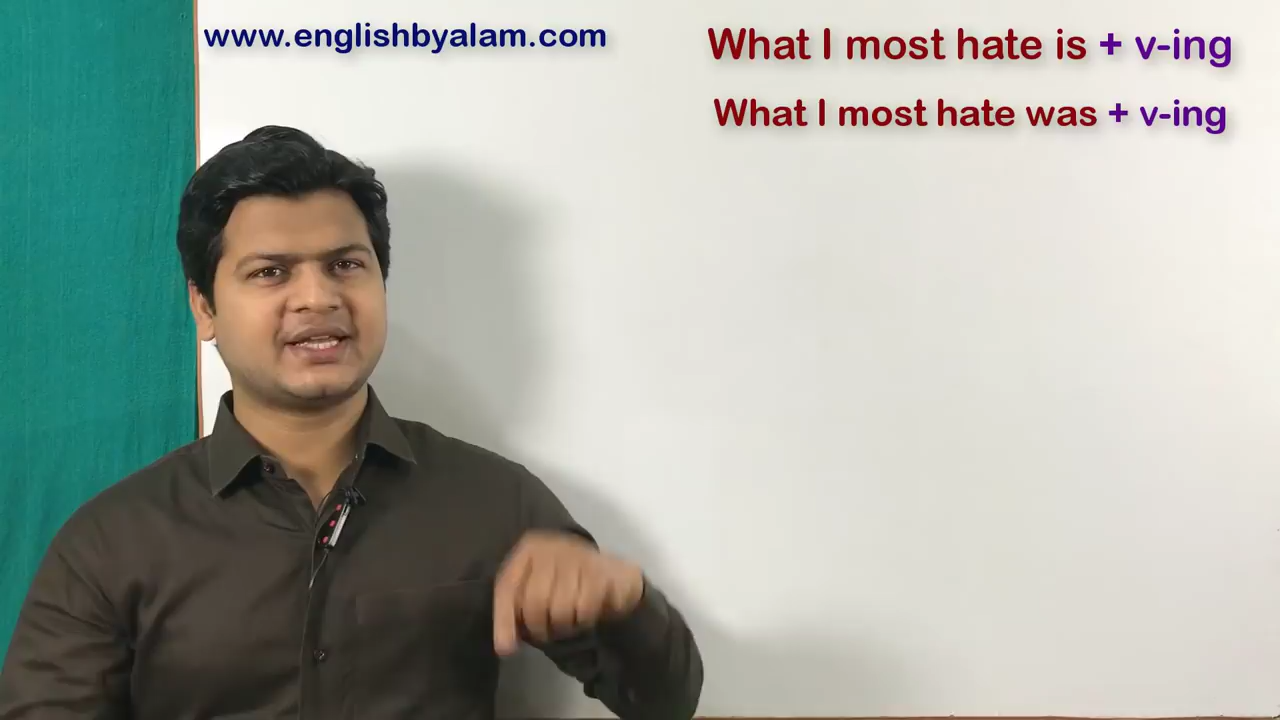 www.englishbyalam.com
What I most hate is + v-ing
What I most hate was + v-ing